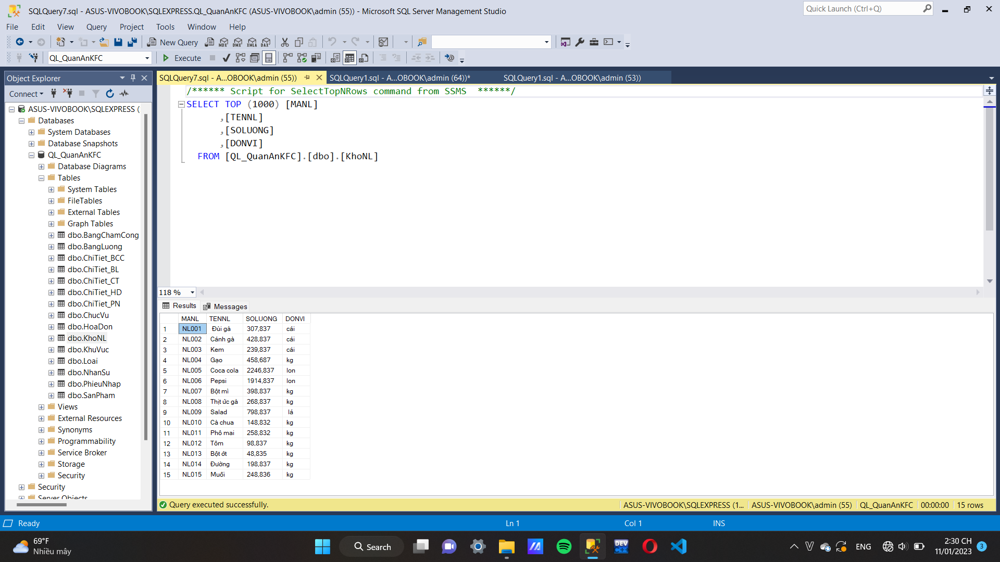 SQLQuery7.sql - ASUS-VIVOBOOK\SQLEXPRESS.QL_QuanAnKFC (ASUS-VIVOBOOK\admin (55)) - Microsoft SQL Server Management Studio
Quick Launch (Ctrl+Q)
File Edit View Query Project Tools Window Help
New Query
MDX DMX XMLA DAX
QL_QuanAnKFC
Execute
Object Explorer
Connect
ASUS-VIVOBOOK\SQLEXPRESS (
Databases
System Databases
Database Snapshots
QL_QuanAnKFC
Database Diagrams
Tables
System Tables
FileTables
External Tables
Graph Tables
dbo.BangChamCong
dbo.BangLuong
dbo.ChiTiet_BCC
dbo.ChiTiet_BL
dbo.ChiTiet_CT
dbo.ChiTiet_HD
dbo.ChiTiet_PN
dbo.ChucVu
dbo.HoaDon
dbo.KhoNL
dbo.KhuVuc
dbo.Loai
dbo.NhanSu
dbo.PhieuNhap
dbo.SanPham
Views
External Resources
Synonyms
Programmability
Service Broker
Storage
Security
Security
Server Objects
SQLQuery7.sql - A...OBOOK\admin (55)) SQLQuery1.sql - A...OBOOK\admin (64))* SQLQuery1.sql - A...OBOOK\admin (53))
/****** Script for SelectTopNRows command from SSMS ******/
SELECT TOP (1000) [MANL]
,[TENNL]
,[SOLUONG]
,[DONVI]
FROM [QL_QuanAnKFC].[dbo].[KhoNL]
118 %
Results Messages
MANL TENNL SOLUONG DONVI
1 NL001 Đùi gà 307,837 cái
2 NL002 Cánh gà 428,837 cái
3 NL003 Kem 239,837 cái
4 NL004 Gạo 458,687 kg
5 NL005 Coca cola 2246,837 lon
6 NL006 Pepsi 1914,837 lon
7 NL007 Bột mì 398,837 kg
8 NL008 Thịt ức gà 268,837 kg
9 NL009 Salad 798,837 lá
10 NL010 Cà chua 148,832 kg
11 NL011 Phô mai 258,832 kg
12 NL012 Tôm 98,837 kg
13 NL013 Bột ớt 48,835 kg
14 NL014 Đường 198,837 kg
15 NL015 Muối 248,836 kg
Query executed successfully.
ASUS-VIVOBOOK\SQLEXPRESS (1... ASUS-VIVOBOOK\admin (55) QL_QuanAnKFC 00:00:00 15 rows
Ready Ln 1 Col 1 INS
69°F
Nhiều mây
Search
DEV
C++
ENG
2:30 CH
11/01/2023
3